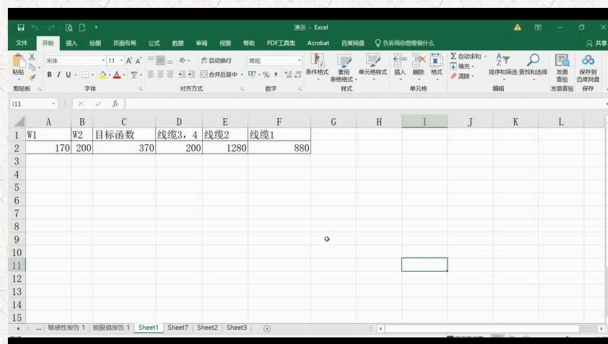 演示 - Excel
文件 开始 插入 绘图 页面布局 公式 数据 审阅 视图 帮助 PDF工具集 Acrobat 百度网盘 告诉我你想要做什么 共享
宋体 11 A A 自动换行 常规 Σ 自动求和
粘贴 B I U 合并后居中 % 条件格式 套用 表格格式 单元格样式 插入 删除 格式 填充 清除 排序和筛选 查找和选择 发票查验 保存到百度网盘
剪贴板 字体 对齐方式 数字 样式 单元格 编辑 发票查验 保存
I11 fx
A B C D E F G H I J K L
1 W1 W2 目标函数 线缆3，4 线缆2 线缆1
2 170 200 370 200 1280 880
3
4
5
6
7
8
9
10
11
12
13
14
15
... 敏感性报告 1 极限值报告 1 Sheet1 Sheet7 Sheet2 Sheet3